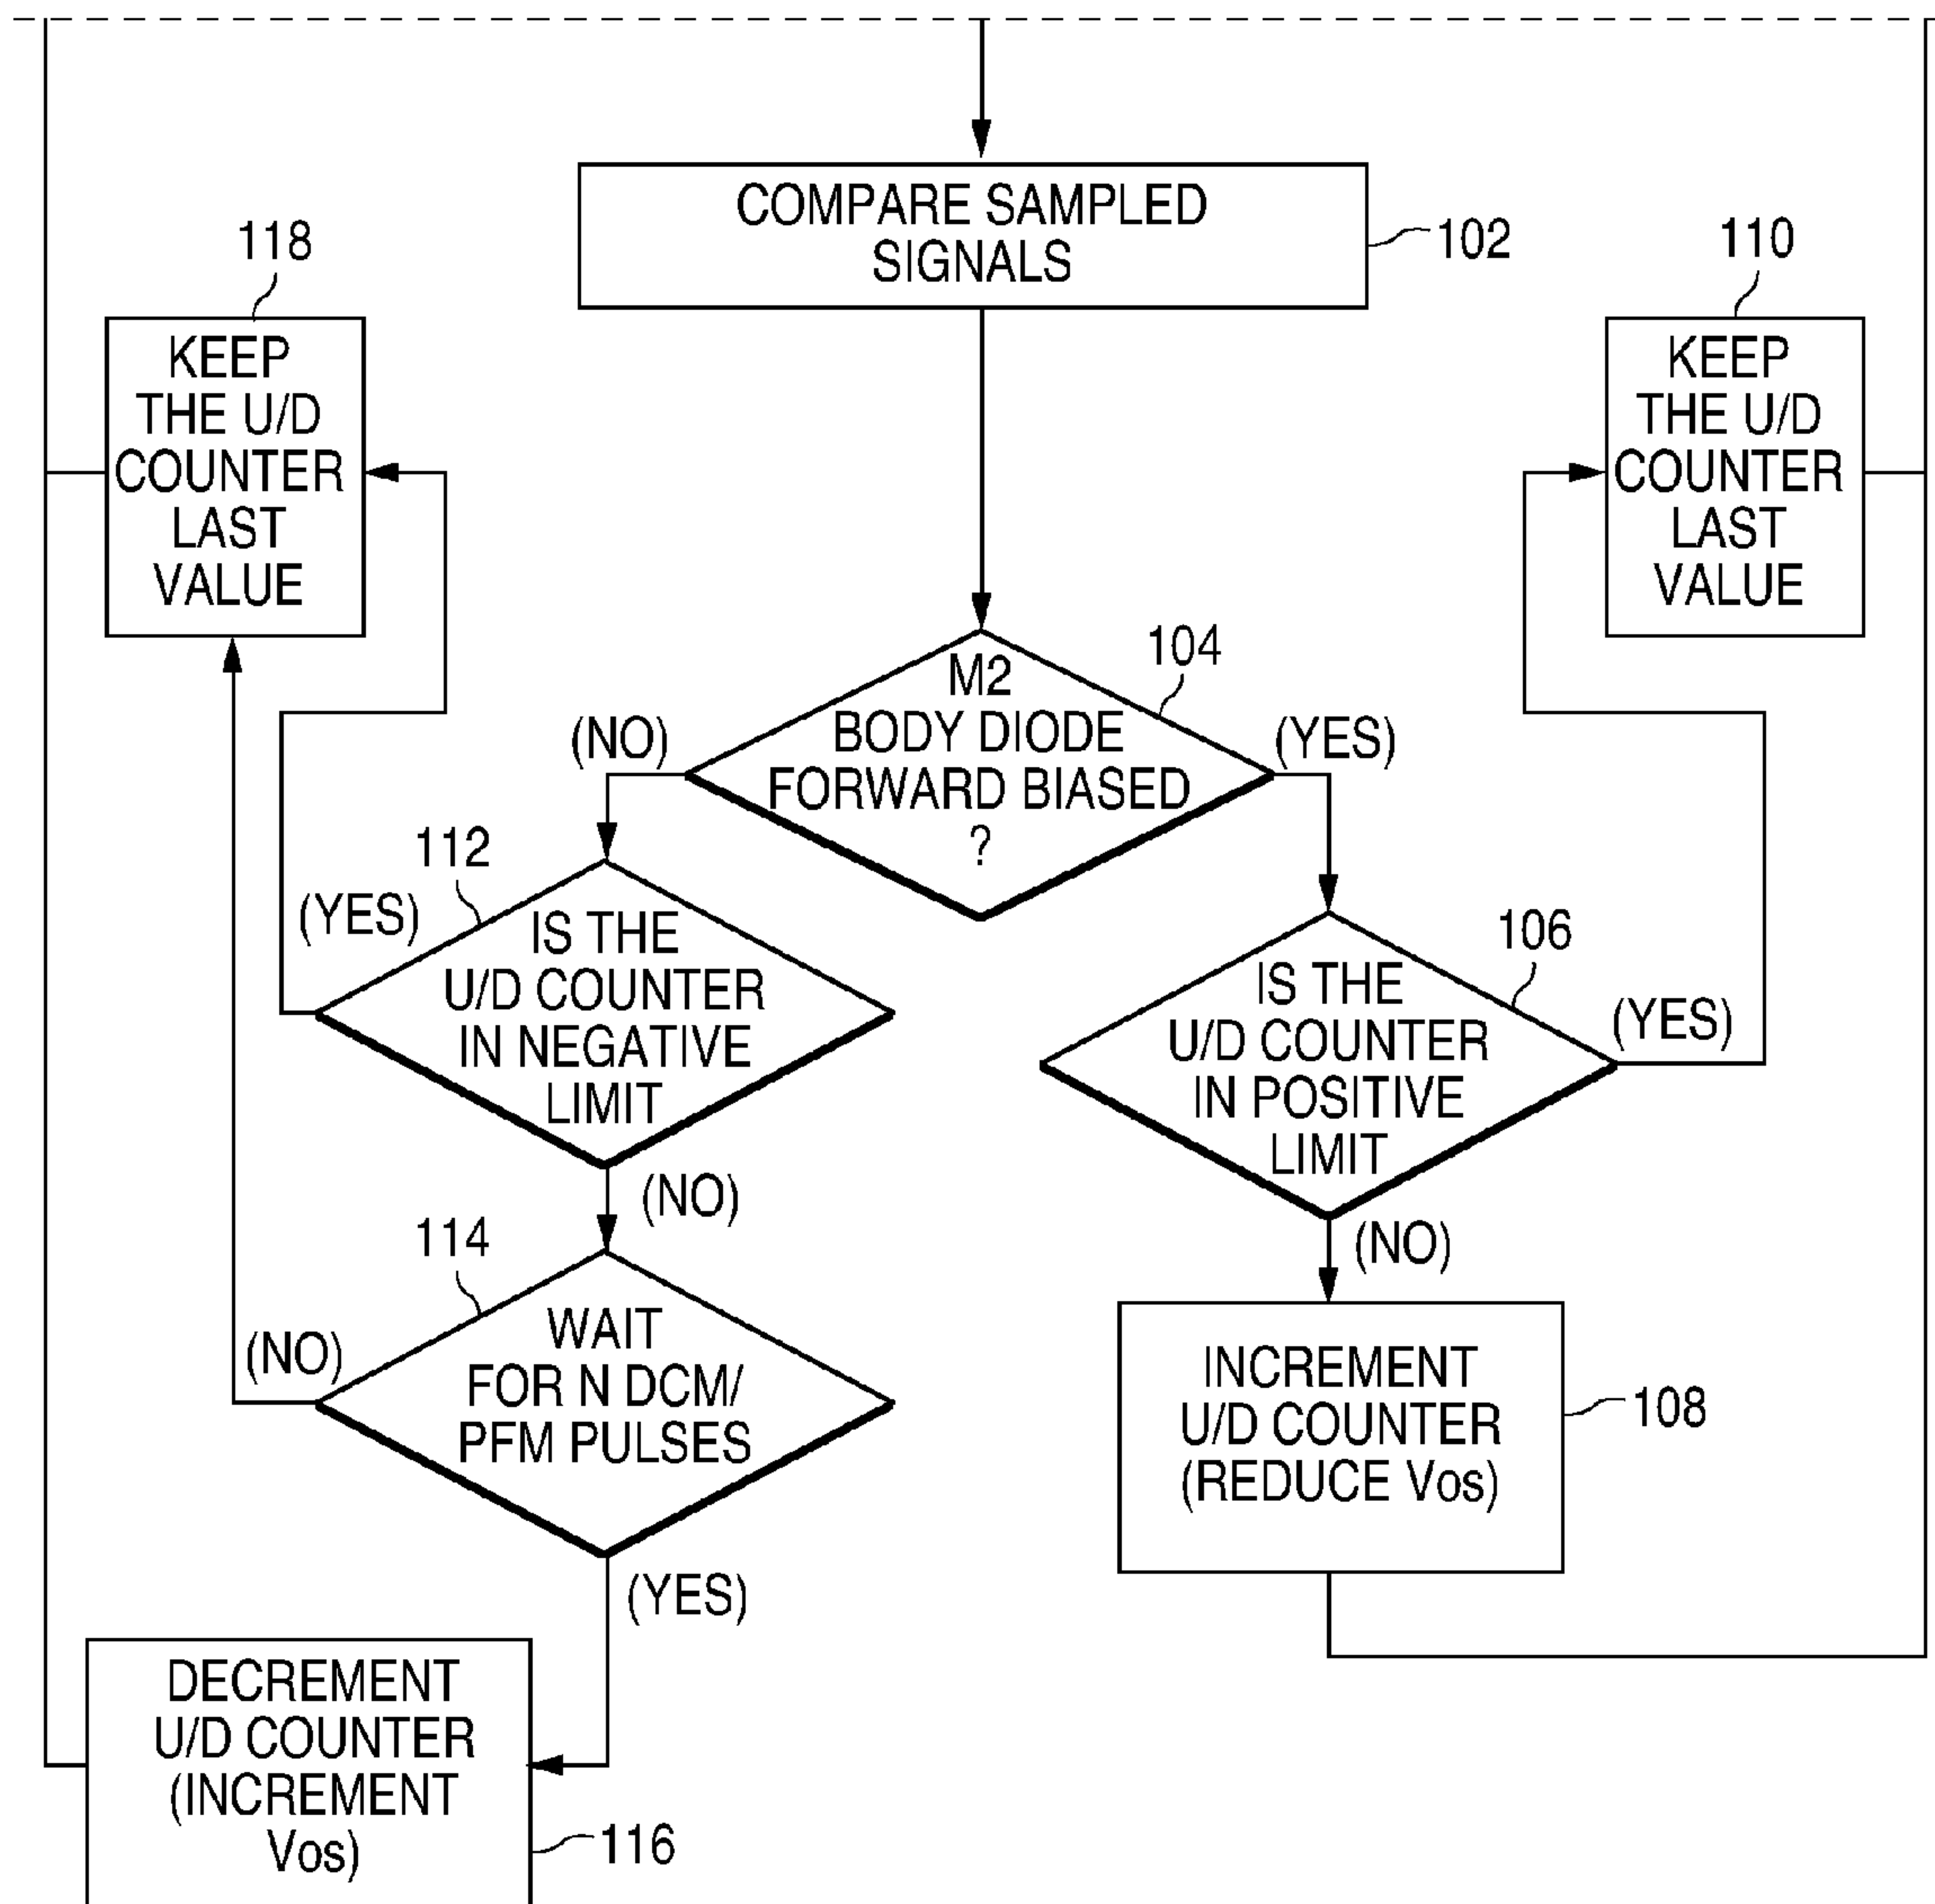 COMPARE SAMPLED
SIGNALS
102
118
KEEP
THE U/D
COUNTER
LAST
VALUE
110
KEEP
THE U/D
COUNTER
LAST
VALUE
104
M2
BODY DIODE
FORWARD BIASED
?
(NO)
(YES)
112
(YES)
IS THE
U/D COUNTER
IN NEGATIVE
LIMIT
(NO)
106
IS THE
U/D COUNTER
IN POSITIVE
LIMIT
(YES)
(NO)
114
(NO)
WAIT
FOR N DCM/
PFM PULSES
(YES)
INCREMENT
U/D COUNTER
(REDUCE Vos)
108
DECREMENT
U/D COUNTER
(INCREMENT
Vos)
116